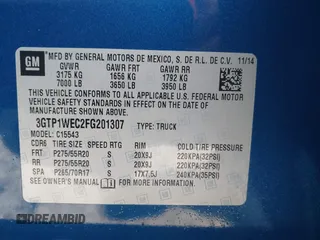 GM
MFD BY GENERAL MOTORS DE MEXICO, S. DE R.L. DE C.V. 11/14
GVWR GAWR FRT GAWR RR
3175 KG 1656 KG 1792 KG
7000 LB 3650 LB 3950 LB
THIS VEHICLE CONFORMS TO ALL APPLICABLE U.S. FEDERAL
MOTOR VEHICLE SAFETY AND THEFT PREVENTION STANDARDS
IN EFFECT ON THE DATE OF MANUFACTURE SHOWN ABOVE.
3GTP1WEC2FG201307 TYPE: TRUCK
MODEL: C15543
TIRE SIZE SPEED RTG RIM COLD TIRE PRESSURE
FRT P275/55R20 S 20X9J 220KPA(32PSI)
RR P275/55R20 S 20X9J 220KPA(32PSI)
SPA P265/70R17 S 17X7.5J 240KPA(35PSI)
SEE OWNER'S MANUAL FOR ADDITIONAL INFORMATION.
DREAMBID